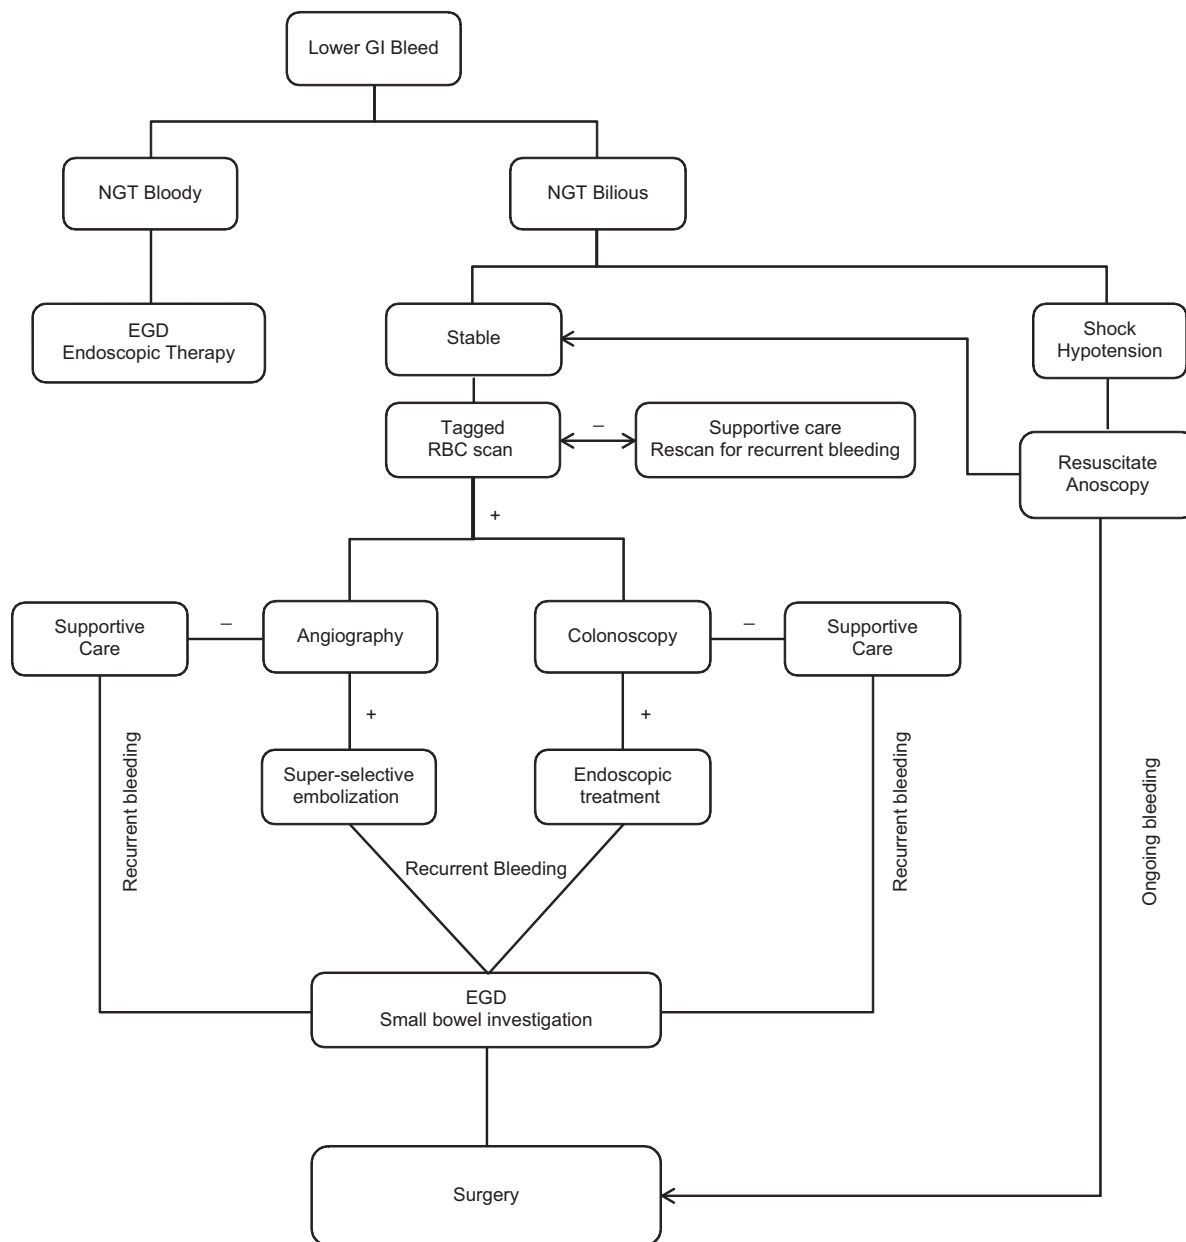 Lower GI Bleed
NGT Bloody
NGT Bilious
EGD
Endoscopic Therapy
Stable
Shock
Hypotension
Tagged
RBC scan
–
Supportive care
Rescan for recurrent bleeding
Resuscitate
Anoscopy
+
Supportive
Care
–
Angiography
Colonoscopy
–
Supportive
Care
+
+
Super-selective
embolization
Endoscopic
treatment
Recurrent bleeding
Recurrent Bleeding
Recurrent bleeding
Ongoing bleeding
EGD
Small bowel investigation
Surgery